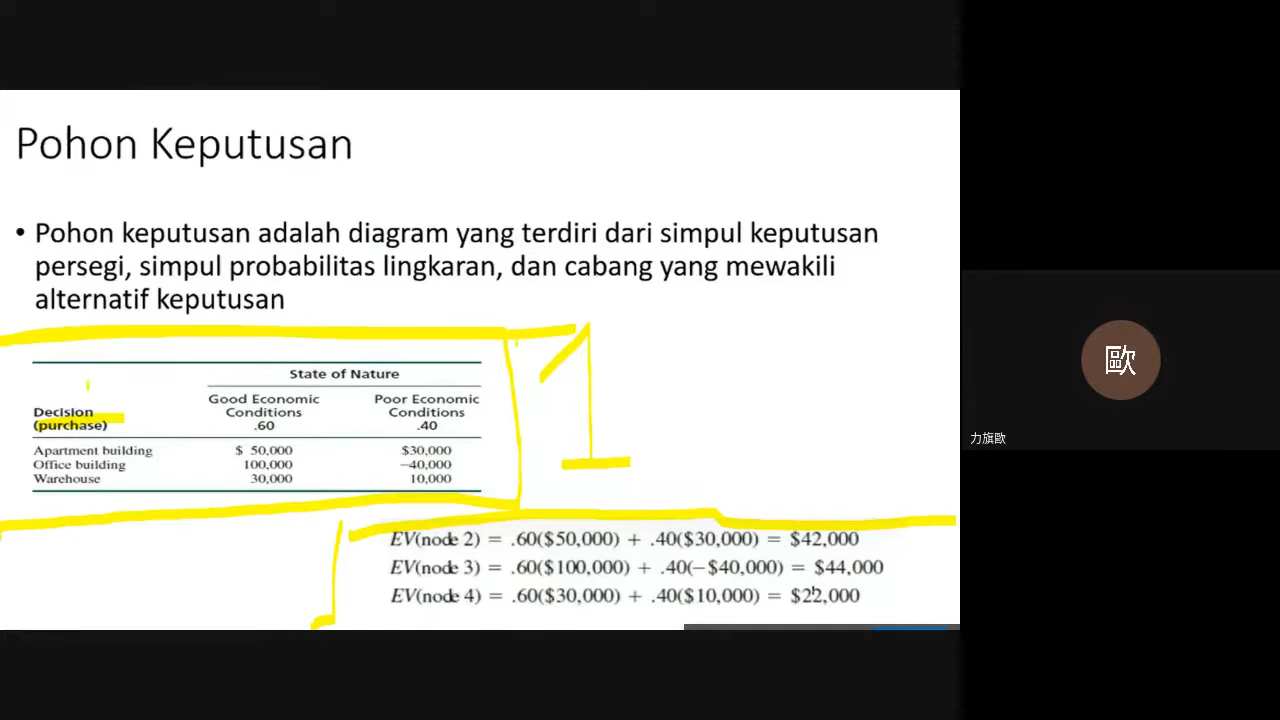 Pohon Keputusan
• Pohon keputusan adalah diagram yang terdiri dari simpul keputusan
persegi, simpul probabilitas lingkaran, dan cabang yang mewakili
alternatif keputusan
1
State of Nature
Good Economic Poor Economic
Decision Conditions Conditions
(purchase) .60 .40
Apartment building $ 50,000 $30,000
Office building 100,000 −40,000
Warehouse 30,000 10,000
EV(node 2) = .60($50,000) + .40($30,000) = $42,000
EV(node 3) = .60($100,000) + .40(−$40,000) = $44,000
EV(node 4) = .60($30,000) + .40($10,000) = $22,000
歐
力旗歐